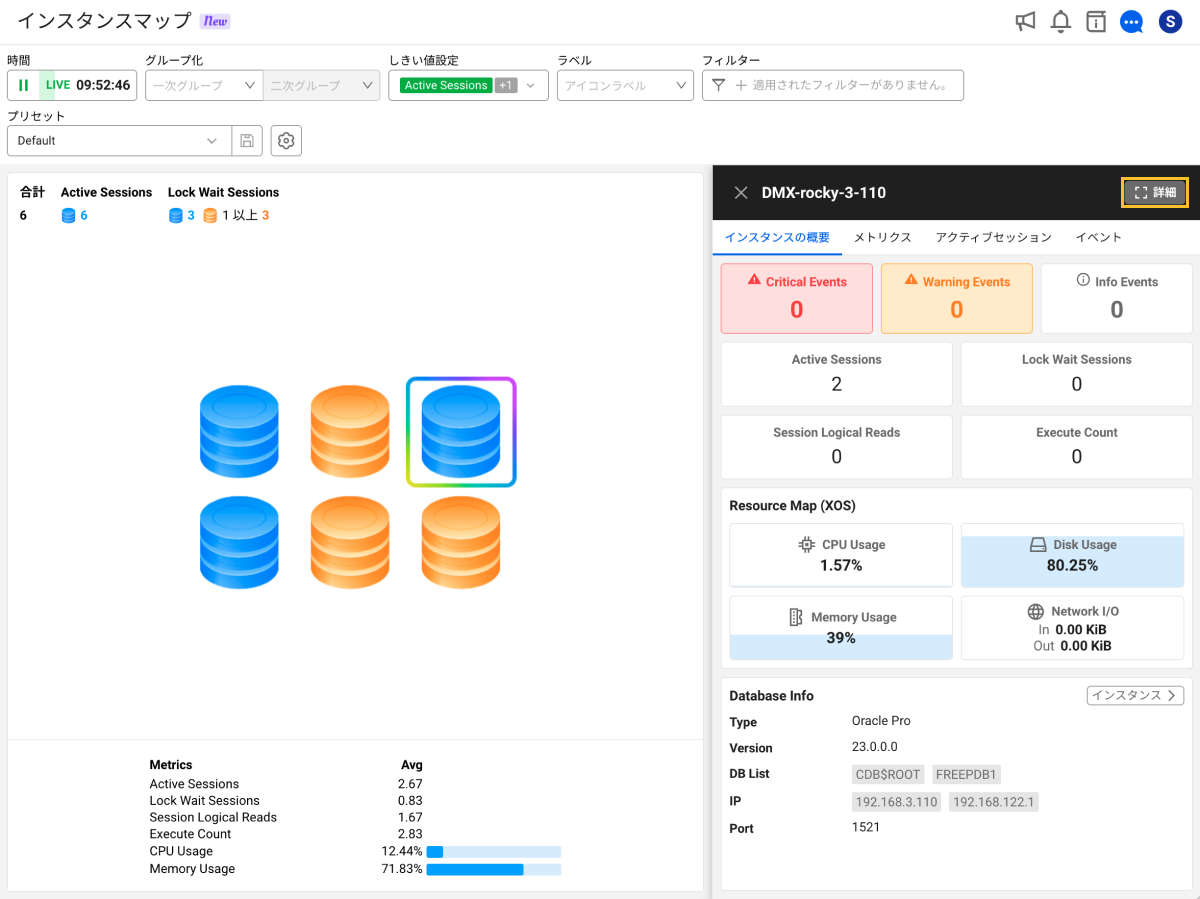 インスタンスマップ New
S
時間 グループ化 しきい値設定 ラベル フィルター
LIVE 09:52:46 一次グループ 二次グループ Active Sessions +1 アイコンラベル 適用されたフィルターがありません。
プリセット
Default
合計 Active Sessions Lock Wait Sessions
6 6 3 1 以上 3
Metrics Avg
Active Sessions 2.67
Lock Wait Sessions 0.83
Session Logical Reads 1.67
Execute Count 2.83
CPU Usage 12.44%
Memory Usage 71.83%
DMX-rocky-3-110 詳細
インスタンスの概要 メトリクス アクティブセッション イベント
Critical Events Warning Events Info Events
0 0 0
Active Sessions Lock Wait Sessions
2 0
Session Logical Reads Execute Count
0 0
Resource Map (XOS)
CPU Usage Disk Usage
1.57% 80.25%
Memory Usage Network I/O
39% In 0.00 KiB
Out 0.00 KiB
Database Info インスタンス
Type Oracle Pro
Version 23.0.0.0
DB List CDB$ROOT FREEPDB1
IP 192.168.3.110 192.168.122.1
Port 1521